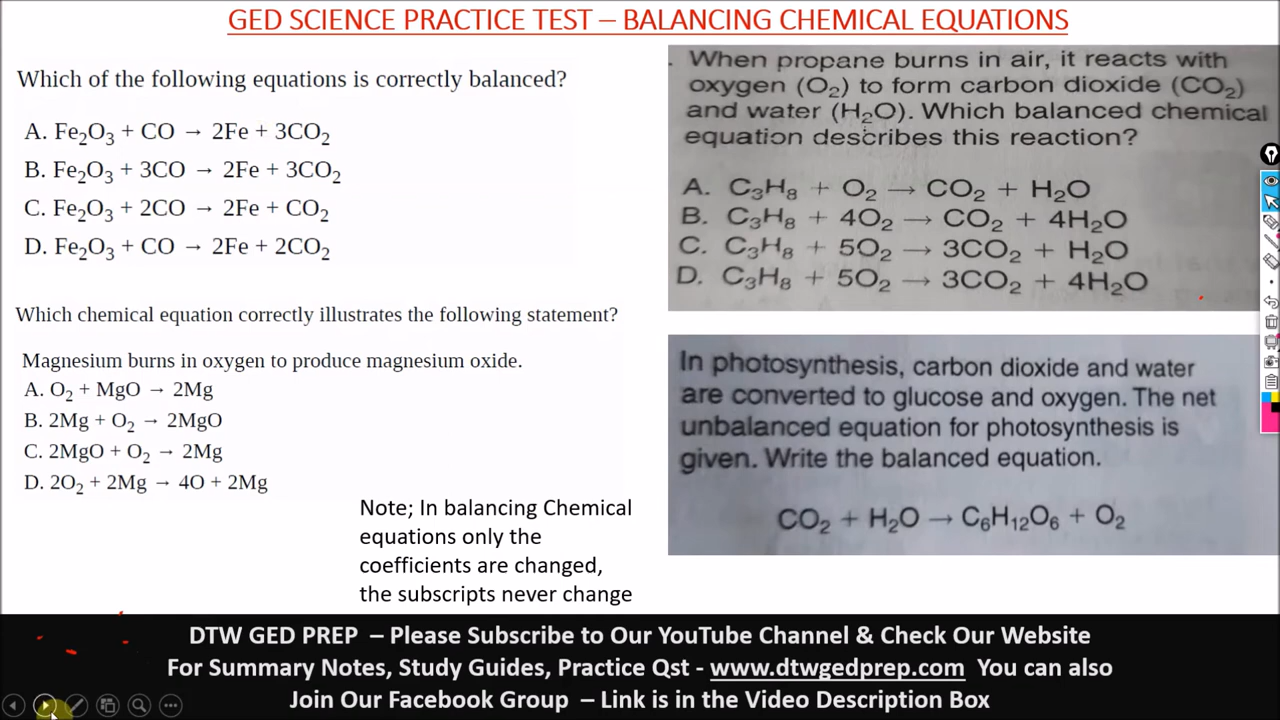 GED SCIENCE PRACTICE TEST – BALANCING CHEMICAL EQUATIONS
Which of the following equations is correctly balanced?
A. Fe₂O₃ + CO → 2Fe + 3CO₂
B. Fe₂O₃ + 3CO → 2Fe + 3CO₂
C. Fe₂O₃ + 2CO → 2Fe + CO₂
D. Fe₂O₃ + CO → 2Fe + 2CO₂
Which chemical equation correctly illustrates the following statement?
Magnesium burns in oxygen to produce magnesium oxide.
A. O₂ + MgO → 2Mg
B. 2Mg + O₂ → 2MgO
C. 2MgO + O₂ → 2Mg
D. 2O₂ + 2Mg → 4O + 2Mg
Note; In balancing Chemical
equations only the
coefficients are changed,
the subscripts never change
. When propane burns in air, it reacts with
oxygen (O₂) to form carbon dioxide (CO₂)
and water (H₂O). Which balanced chemical
equation describes this reaction?
A. C₃H₈ + O₂ → CO₂ + H₂O
B. C₃H₈ + 4O₂ → CO₂ + 4H₂O
C. C₃H₈ + 5O₂ → 3CO₂ + H₂O
D. C₃H₈ + 5O₂ → 3CO₂ + 4H₂O
In photosynthesis, carbon dioxide and water
are converted to glucose and oxygen. The net
unbalanced equation for photosynthesis is
given. Write the balanced equation.
CO₂ + H₂O → C₆H₁₂O₆ + O₂
DTW GED PREP – Please Subscribe to Our YouTube Channel & Check Our Website
For Summary Notes, Study Guides, Practice Qst - www.dtwgedprep.com You can also
Join Our Facebook Group – Link is in the Video Description Box